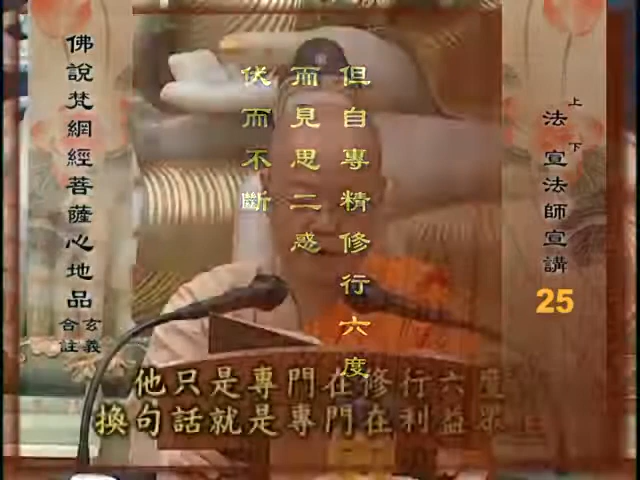 佛說梵網經菩薩心地品
玄義
合註
但自專精修行六度
而見思二惑
伏而不斷
上
下
法宣法師宣講
25
他只是專門在修行六度
換句話就是專門在利益眾生